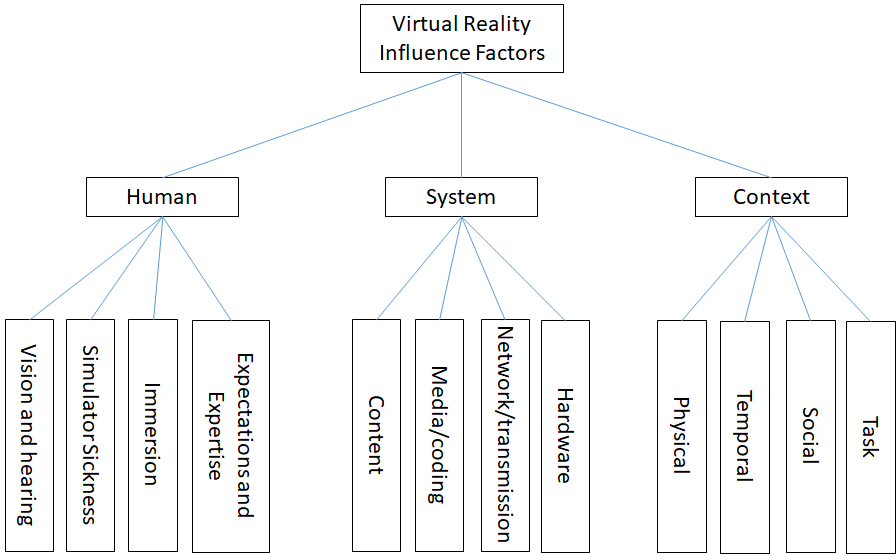 Virtual Reality
Influence Factors
Human
System
Context
Vision and hearing
Simulator Sickness
Immersion
Expectations and
Expertise
Content
Media/coding
Network/transmission
Hardware
Physical
Temporal
Social
Task